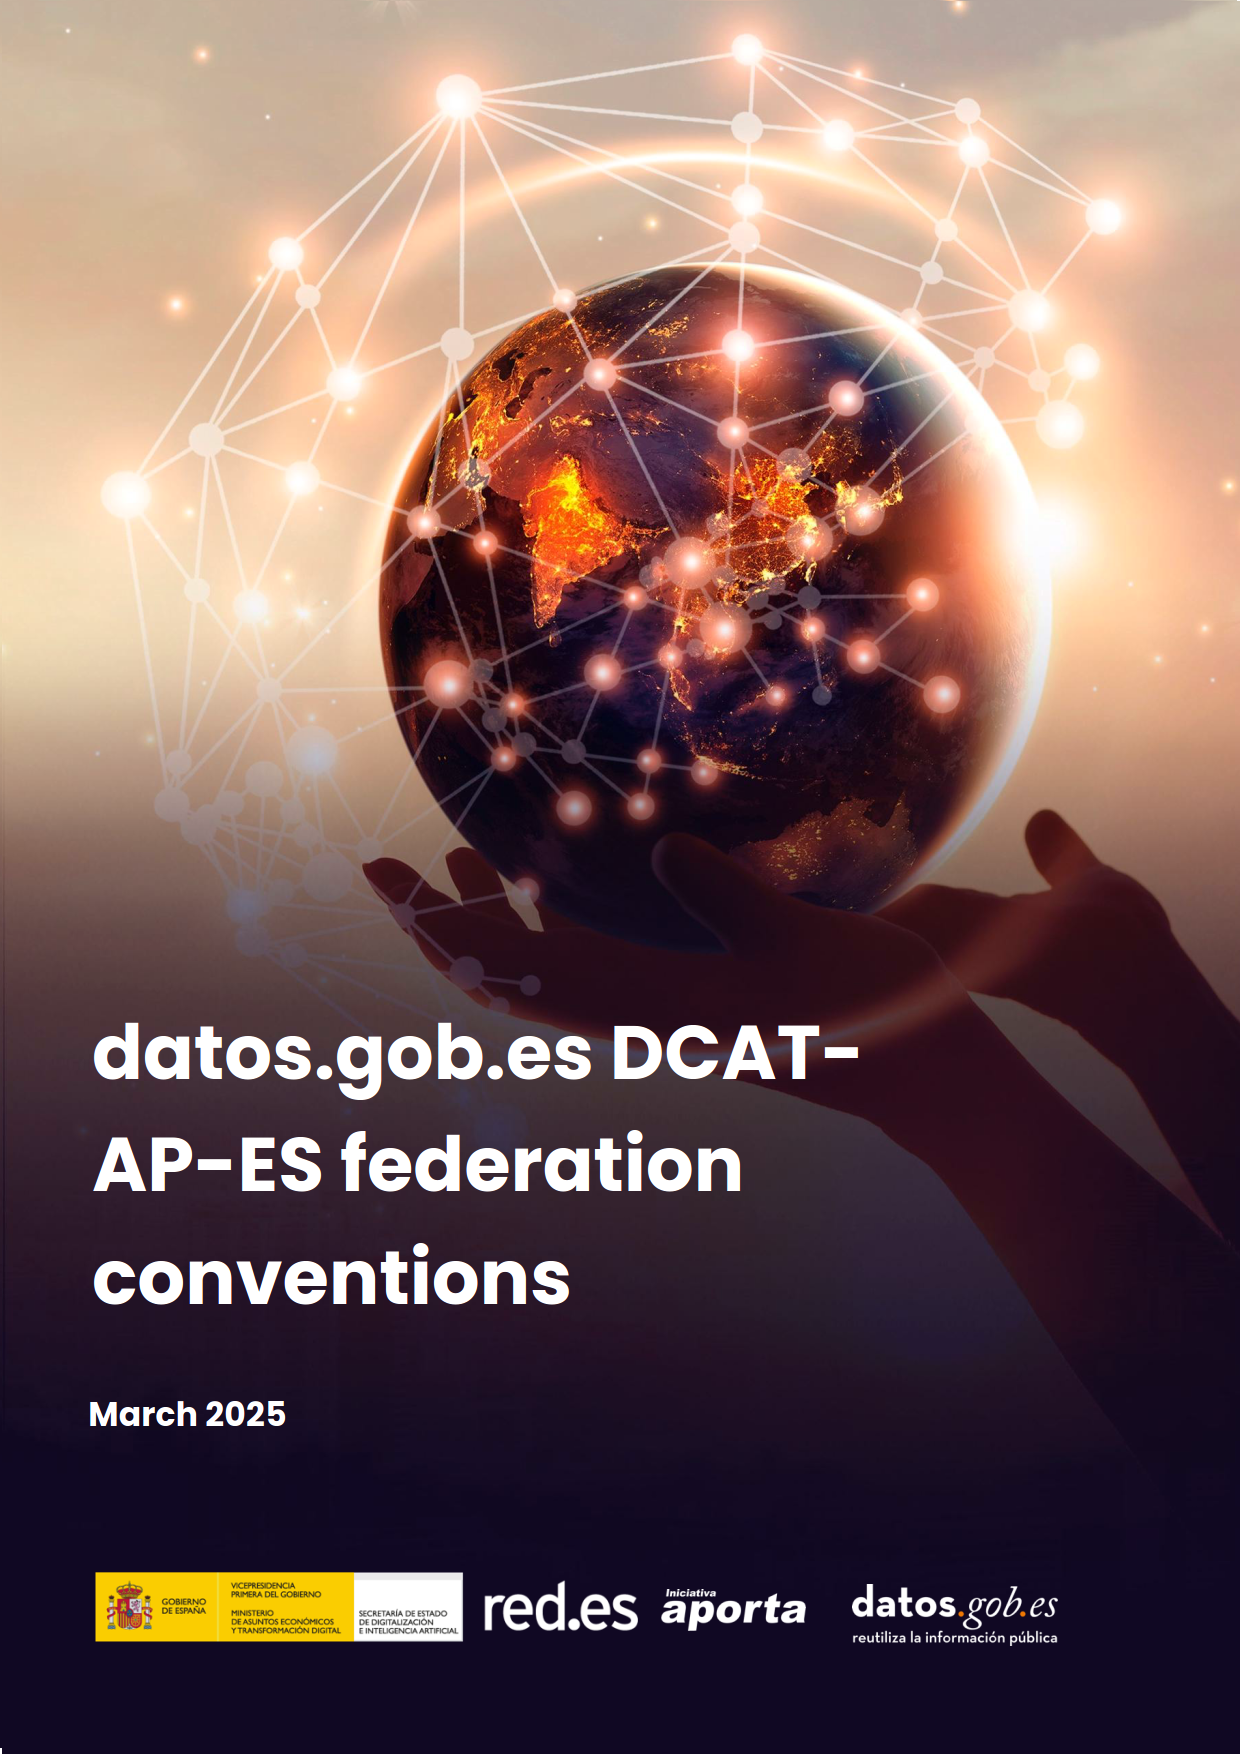 datos.gob.es DCAT-
AP-ES federation
conventions
March 2025
GOBIERNO
DE ESPAÑA
VICEPRESIDENCIA
PRIMERA DEL GOBIERNO
MINISTERIO
DE ASUNTOS ECONÓMICOS
Y TRANSFORMACIÓN DIGITAL
SECRETARÍA DE ESTADO
DE DIGITALIZACIÓN
E INTELIGENCIA ARTIFICIAL
red.es
Iniciativa
aporta
datos.gob.es
reutiliza la información pública